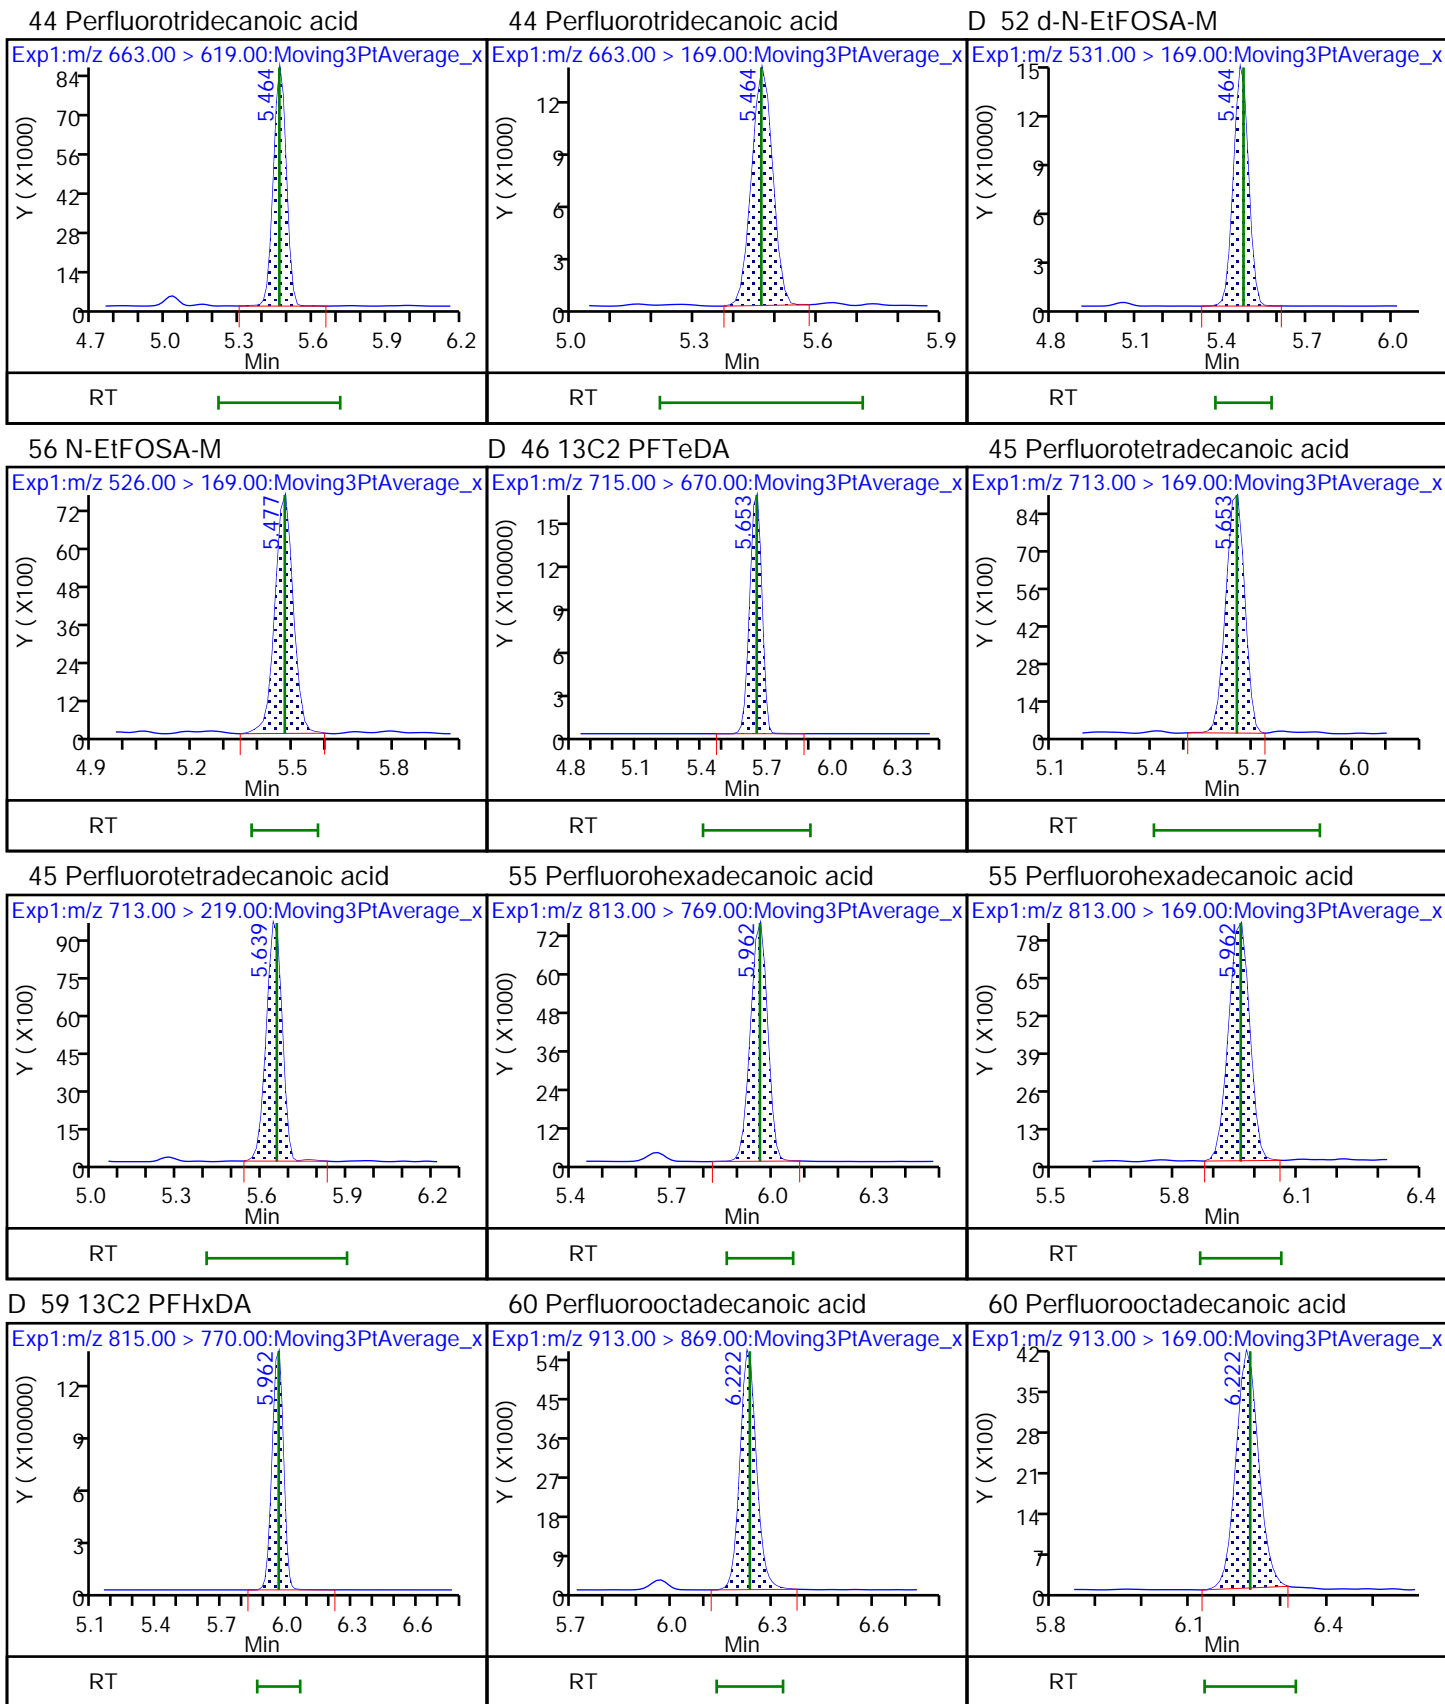 44 Perfluorotridecanoic acid
Exp1:m/z 663.00 > 619.00:Moving3PtAverage_x
5.464
Y ( X1000)
84
70
56
42
28
14
0
4.7 5.0 5.3 5.6 5.9 6.2
Min
RT
44 Perfluorotridecanoic acid
Exp1:m/z 663.00 > 169.00:Moving3PtAverage_x
5.464
Y ( X1000)
12
9
6
3
0
5.0 5.3 5.6 5.9
Min
RT
D 52 d-N-EtFOSA-M
Exp1:m/z 531.00 > 169.00:Moving3PtAverage_x
5.464
Y ( X10000)
15
12
9
6
3
0
4.8 5.1 5.4 5.7 6.0
Min
RT
56 N-EtFOSA-M
Exp1:m/z 526.00 > 169.00:Moving3PtAverage_x
5.477
Y ( X100)
72
60
48
36
24
12
0
4.9 5.2 5.5 5.8
Min
RT
D 46 13C2 PFTeDA
Exp1:m/z 715.00 > 670.00:Moving3PtAverage_x
5.653
Y ( X100000)
15
12
9
6
3
0
4.8 5.1 5.4 5.7 6.0 6.3
Min
RT
45 Perfluorotetradecanoic acid
Exp1:m/z 713.00 > 169.00:Moving3PtAverage_x
5.653
Y ( X100)
84
70
56
42
28
14
0
5.1 5.4 5.7 6.0
Min
RT
45 Perfluorotetradecanoic acid
Exp1:m/z 713.00 > 219.00:Moving3PtAverage_x
5.639
Y ( X100)
90
75
60
45
30
15
0
5.0 5.3 5.6 5.9 6.2
Min
RT
55 Perfluorohexadecanoic acid
Exp1:m/z 813.00 > 769.00:Moving3PtAverage_x
5.962
Y ( X1000)
72
60
48
36
24
12
0
5.4 5.7 6.0 6.3
Min
RT
55 Perfluorohexadecanoic acid
Exp1:m/z 813.00 > 169.00:Moving3PtAverage_x
5.962
Y ( X100)
78
65
52
39
26
13
0
5.5 5.8 6.1 6.4
Min
RT
D 59 13C2 PFHxDA
Exp1:m/z 815.00 > 770.00:Moving3PtAverage_x
5.962
Y ( X100000)
12
9
6
3
0
5.1 5.4 5.7 6.0 6.3 6.6
Min
RT
60 Perfluorooctadecanoic acid
Exp1:m/z 913.00 > 869.00:Moving3PtAverage_x
6.222
Y ( X1000)
54
45
36
27
18
9
0
5.7 6.0 6.3 6.6
Min
RT
60 Perfluorooctadecanoic acid
Exp1:m/z 913.00 > 169.00:Moving3PtAverage_x
6.222
Y ( X100)
42
35
28
21
14
7
0
5.8 6.1 6.4
Min
RT